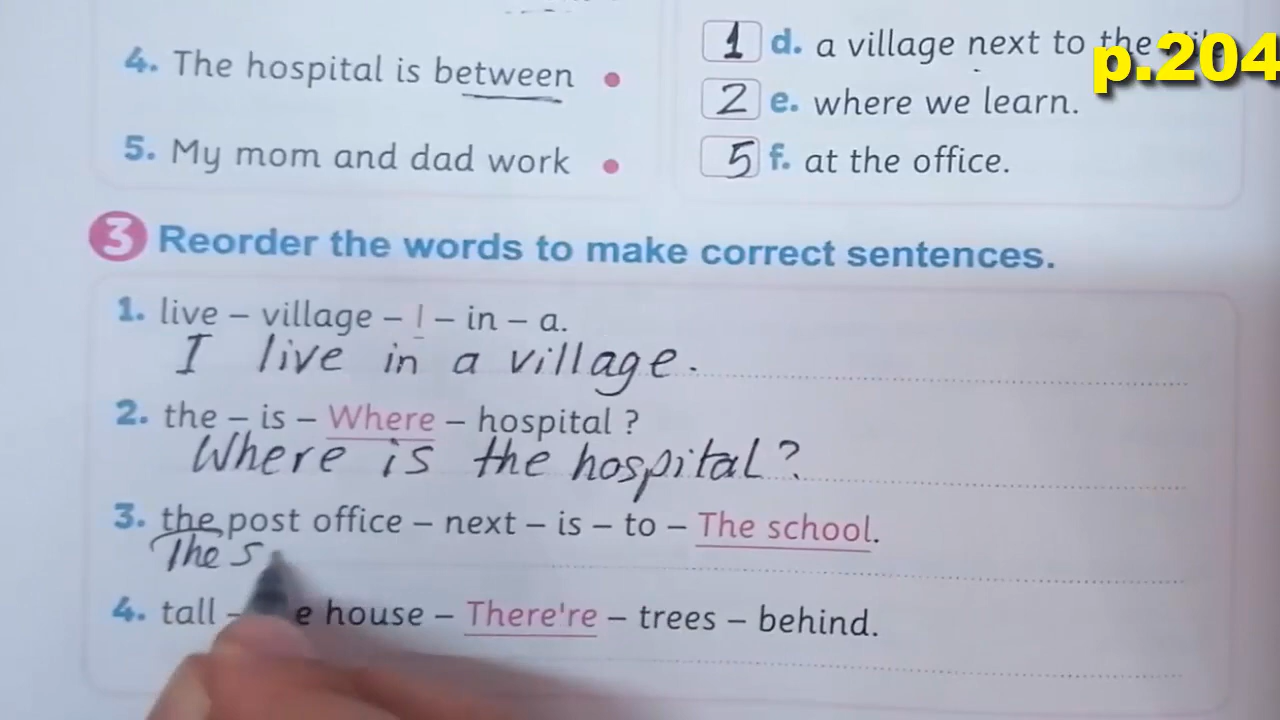 4. The hospital is between
1 d. a village next to the
p.204
2 e. where we learn.
5. My mom and dad work
5 f. at the office.
3 Reorder the words to make correct sentences.
1. live – village – I – in – a.
I live in a village.
2. the – is – Where – hospital ?
Where is the hospital?
3. the post office – next – is – to – The school.
The s
4. tall – house – There're – trees – behind.